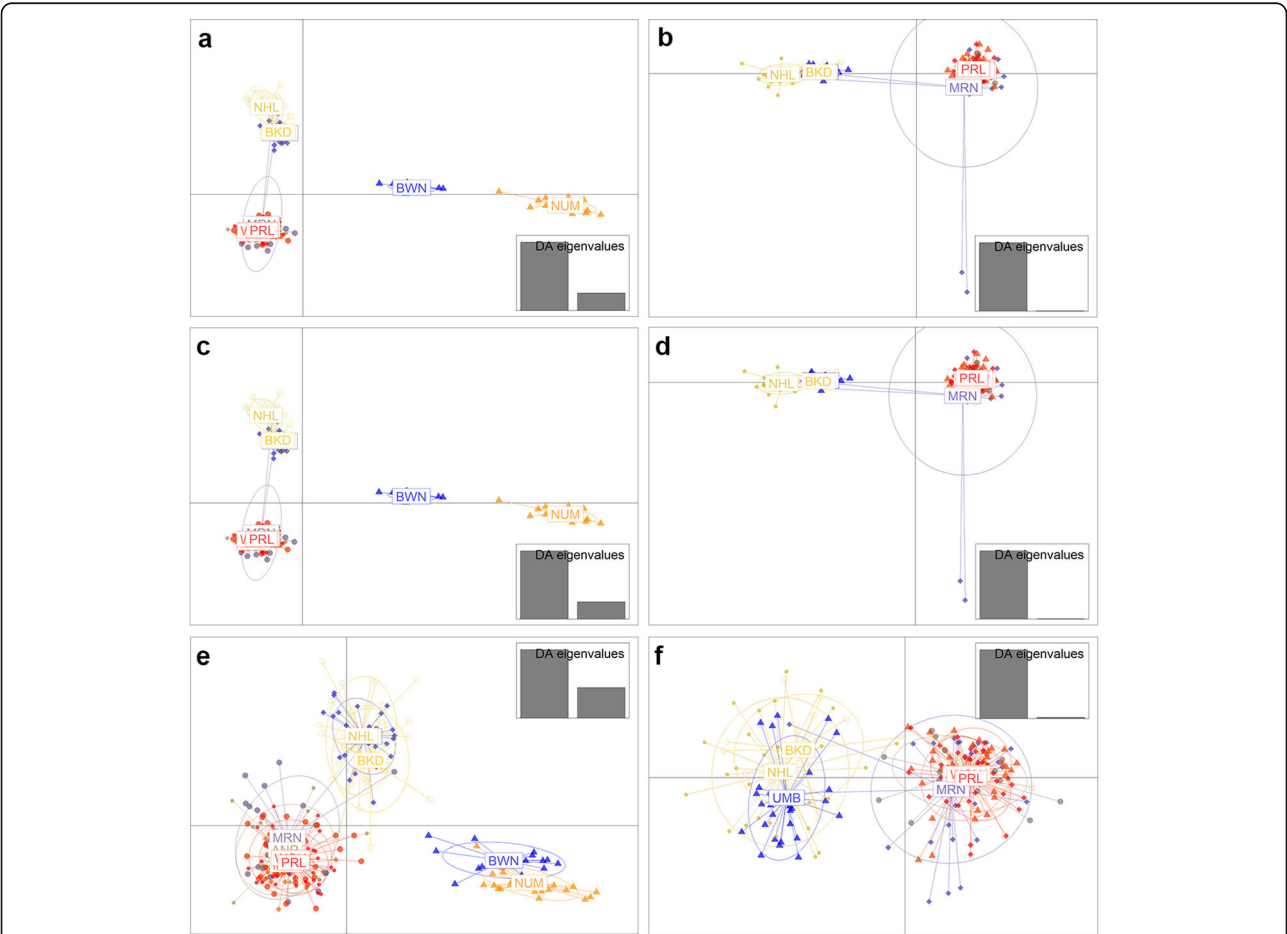 a
NHL
BKD
BWN
NUM
MRN
PRL
DA eigenvalues
b
NHL
BKD
PRL
MRN
DA eigenvalues
c
NHL
BKD
BWN
NUM
MRN
PRL
DA eigenvalues
d
NHL
BKD
PRL
MRN
DA eigenvalues
e
DA eigenvalues
NHL
BKD
MRN
PRL
BWN
NUM
f
DA eigenvalues
BKD
NHL
UMB
PRL
MRN